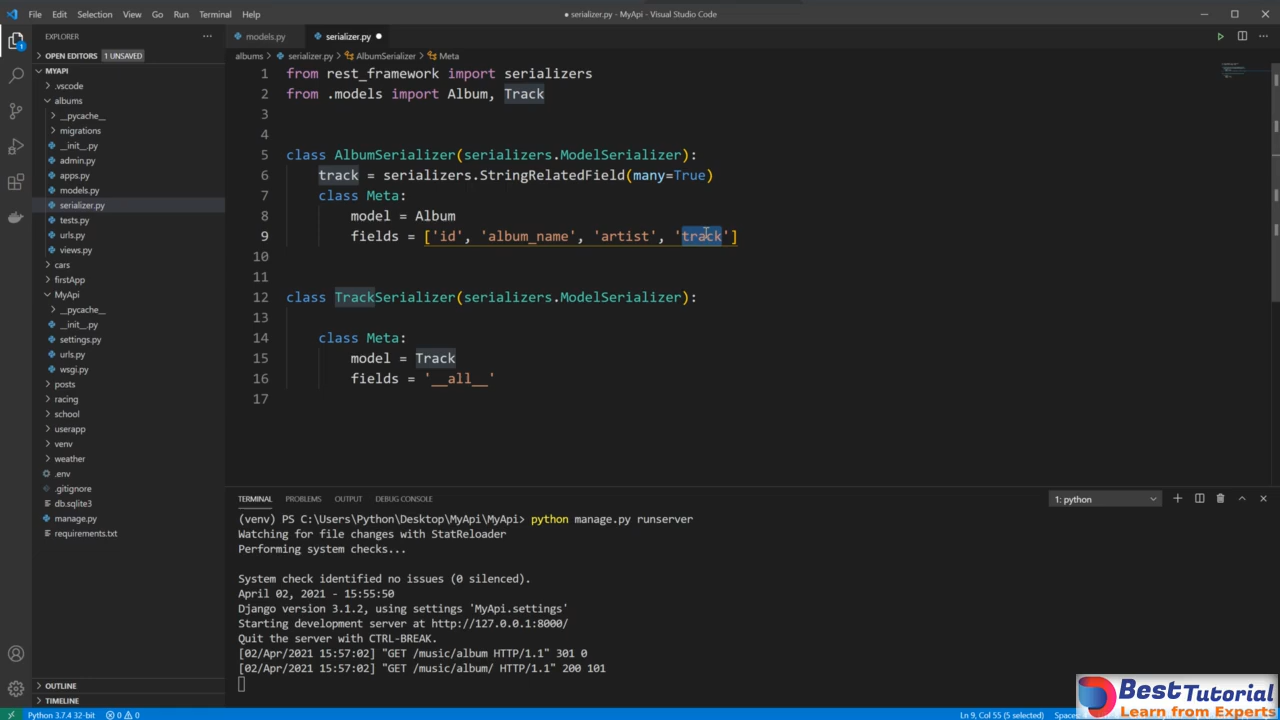 File Edit Selection View Go Run Terminal Help
● serializer.py - MyApi - Visual Studio Code
EXPLORER
OPEN EDITORS 1 UNSAVED
MYAPI
.vscode
albums
__pycache__
migrations
__init__.py
admin.py
apps.py
models.py
serializer.py
tests.py
urls.py
views.py
cars
firstApp
MyApi
__pycache__
__init__.py
settings.py
urls.py
wsgi.py
posts
racing
school
userapp
venv
weather
.env
.gitignore
db.sqlite3
manage.py
requirements.txt
OUTLINE
TIMELINE
models.py serializer.py ●
albums > serializer.py > AlbumSerializer > Meta
1 from rest_framework import serializers
2 from .models import Album, Track
3
4
5 class AlbumSerializer(serializers.ModelSerializer):
6 track = serializers.StringRelatedField(many=True)
7 class Meta:
8 model = Album
9 fields = ['id', 'album_name', 'artist', 'track']
10
11
12 class TrackSerializer(serializers.ModelSerializer):
13
14 class Meta:
15 model = Track
16 fields = '__all__'
17
TERMINAL PROBLEMS OUTPUT DEBUG CONSOLE
1: python
(venv) PS C:\Users\Python\Desktop\MyApi\MyApi> python manage.py runserver
Watching for file changes with StatReloader
Performing system checks...
System check identified no issues (0 silenced).
April 02, 2021 - 15:55:50
Django version 3.1.2, using settings 'MyApi.settings'
Starting development server at http://127.0.0.1:8000/
Quit the server with CTRL-BREAK.
[02/Apr/2021 15:57:02] "GET /music/album HTTP/1.1" 301 0
[02/Apr/2021 15:57:02] "GET /music/album/ HTTP/1.1" 200 101
Python 3.7.4 32-bit 0 0
Ln 9, Col 55 (5 selected)
BestTutorial
Learn from Experts